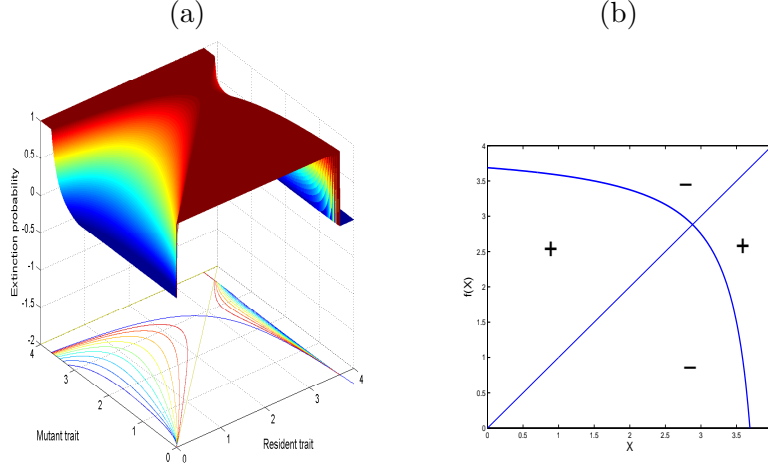 (a)
(b)
Extinction probability
1
0.5
0
-0.5
-1
-1.5
-2
4
3
2
1
0
Mutant trait
0
1
2
3
4
Resident trait
f(X)
4
3.5
3
2.5
2
1.5
1
0.5
0
− + + −
0 0.5 1 1.5 2 2.5 3 3.5
X